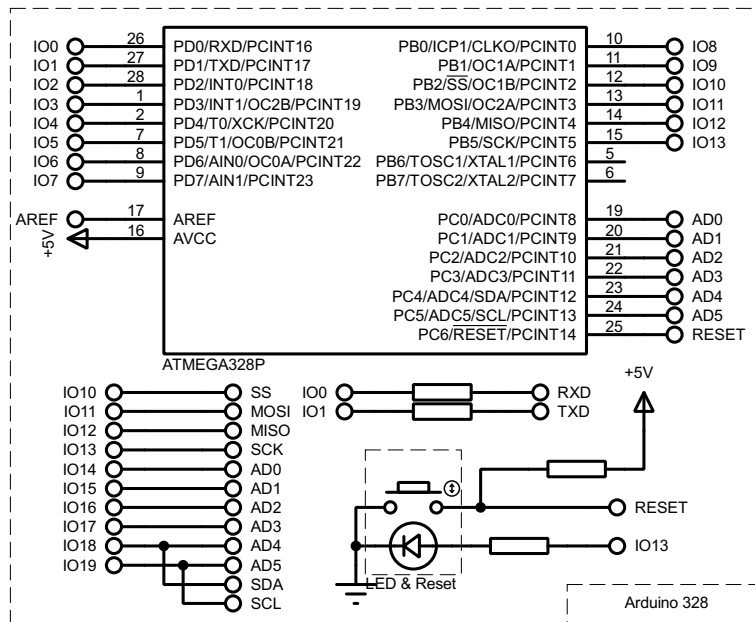 IO0 26 PD0/RXD/PCINT16 PB0/ICP1/CLKO/PCINT0 10 IO8
IO1 27 PD1/TXD/PCINT17 PB1/OC1A/PCINT1 11 IO9
IO2 28 PD2/INT0/PCINT18 PB2/SS/OC1B/PCINT2 12 IO10
IO3 1 PD3/INT1/OC2B/PCINT19 PB3/MOSI/OC2A/PCINT3 13 IO11
IO4 2 PD4/T0/XCK/PCINT20 PB4/MISO/PCINT4 14 IO12
IO5 7 PD5/T1/OC0B/PCINT21 PB5/SCK/PCINT5 15 IO13
IO6 8 PD6/AIN0/OC0A/PCINT22 PB6/TOSC1/XTAL1/PCINT6 5
IO7 9 PD7/AIN1/PCINT23 PB7/TOSC2/XTAL2/PCINT7 6
AREF 17 AREF PC0/ADC0/PCINT8 19 AD0
+5V 16 AVCC PC1/ADC1/PCINT9 20 AD1
PC2/ADC2/PCINT10 21 AD2
PC3/ADC3/PCINT11 22 AD3
PC4/ADC4/SDA/PCINT12 23 AD4
PC5/ADC5/SCL/PCINT13 24 AD5
PC6/RESET/PCINT14 25 RESET
ATMEGA328P
+5V
IO10 SS IO0 RXD
IO11 MOSI IO1 TXD
IO12 MISO
IO13 SCK
IO14 AD0
IO15 AD1
IO16 AD2 RESET
IO17 AD3
IO18 AD4 IO13
IO19 AD5
SDA LED & Reset
SCL Arduino 328